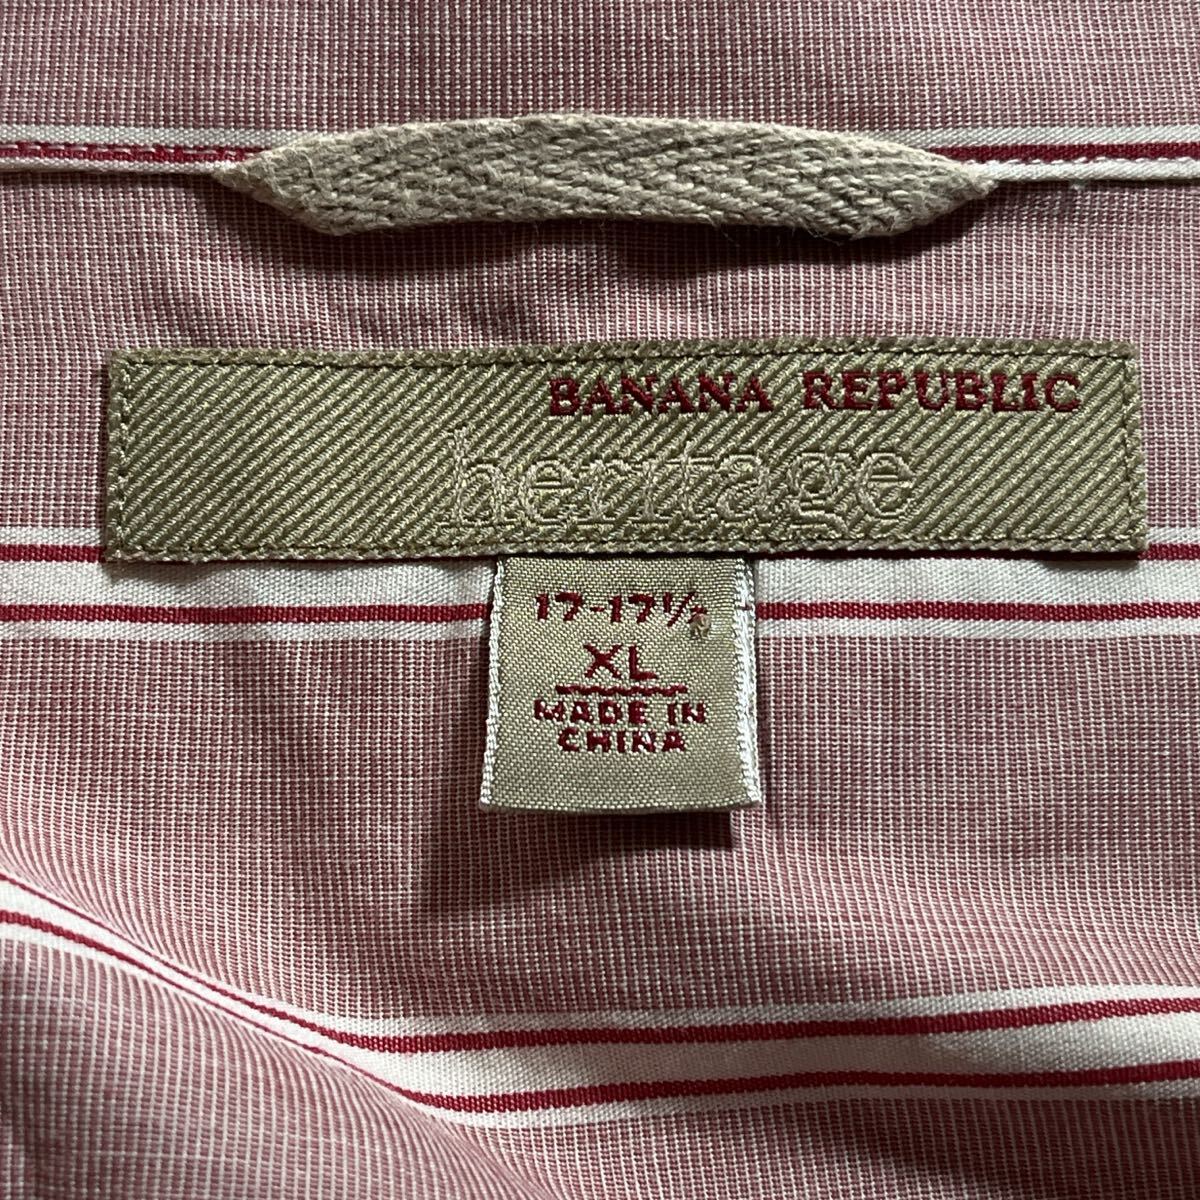 BANANA REPUBLIC
heritage
17-17½
XL
MADE IN
CHINA